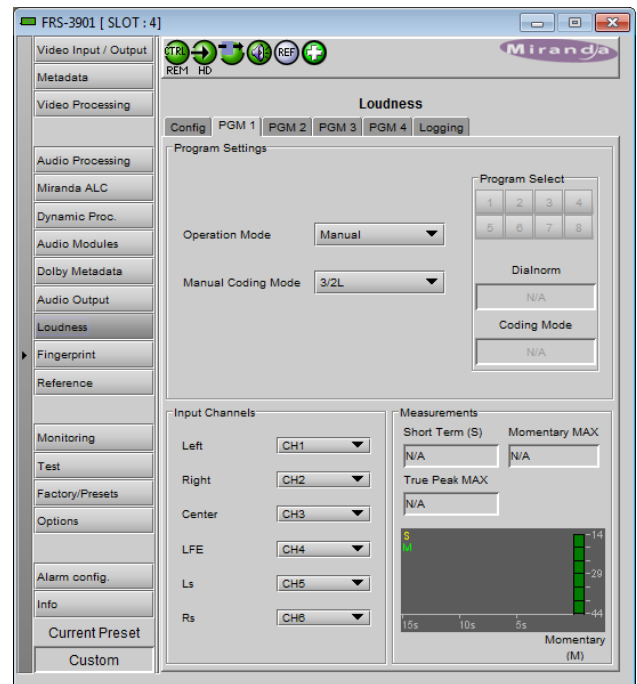 FRS-3901 [ SLOT : 4]
Video Input / Output
Metadata
Video Processing
Audio Processing
Miranda ALC
Dynamic Proc.
Audio Modules
Dolby Metadata
Audio Output
Loudness
Fingerprint
Reference
Monitoring
Test
Factory/Presets
Options
Alarm config.
Info
Current Preset
Custom
CTRL
REF
REM HD
Miranda
Loudness
Config PGM 1 PGM 2 PGM 3 PGM 4 Logging
Program Settings
Operation Mode Manual
Manual Coding Mode 3/2L
Program Select
1 2 3 4
5 6 7 8
Dialnorm
N/A
Coding Mode
N/A
Input Channels
Left CH1
Right CH2
Center CH3
LFE CH4
Ls CH5
Rs CH6
Measurements
Short Term (S) Momentary MAX
N/A N/A
True Peak MAX
N/A
S
M
-14
-29
-44
15s 10s 5s
Momentary
(M)